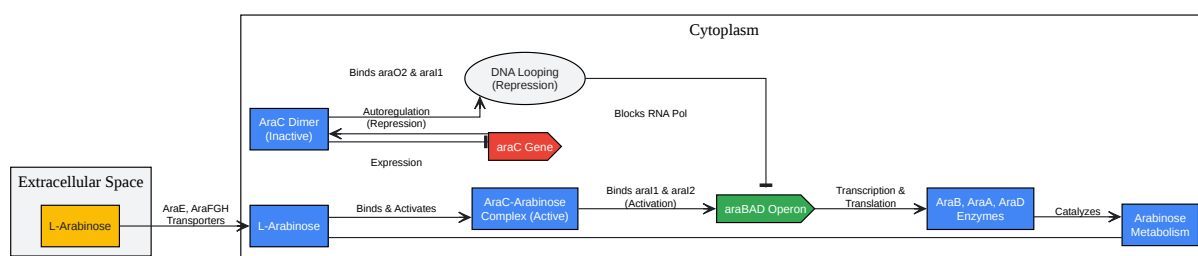 Cytoplasm
Binds araO2 & araI1
DNA Looping
(Repression)
AraC Dimer
(Inactive)
Autoregulation
(Repression)
Blocks RNA Pol
araC Gene
Expression
Extracellular Space
L-Arabinose
AraE, AraFGH
Transporters
L-Arabinose
Binds & Activates
AraC-Arabinose
Complex (Active)
Binds araI1 & araI2
(Activation)
araBAD Operon
Transcription &
Translation
AraB, AraA, AraD
Enzymes
Catalyzes
Arabinose
Metabolism